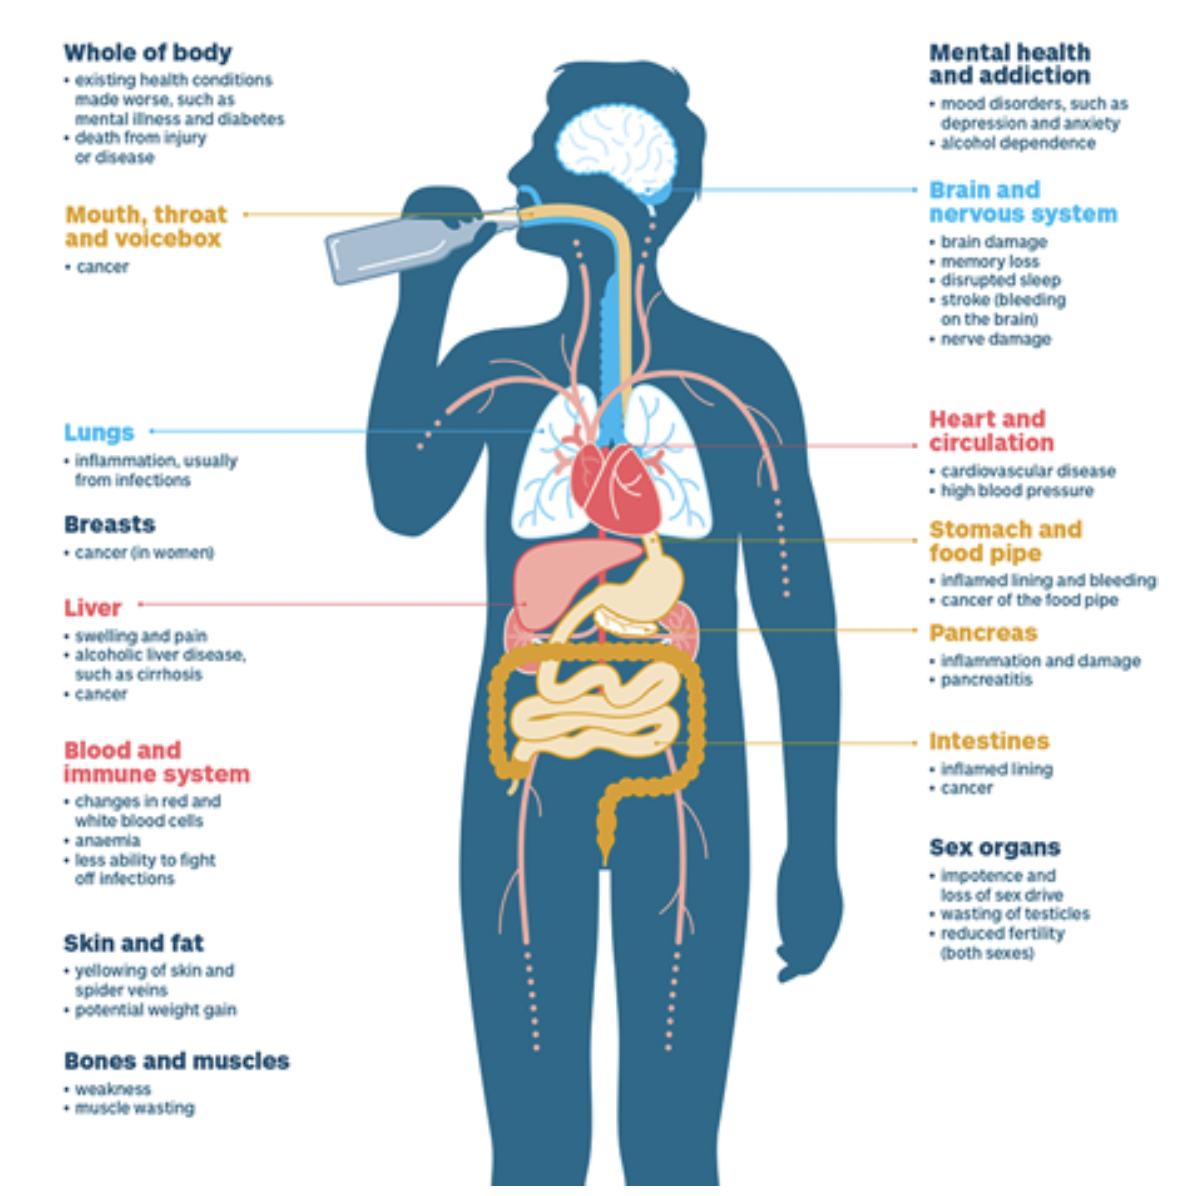 Whole of body
• existing health conditions
made worse, such as
mental illness and diabetes
• death from injury
or disease
Mouth, throat
and voicebox
• cancer
Lungs
• inflammation, usually
from infections
Breasts
• cancer (in women)
Liver
• swelling and pain
• alcoholic liver disease,
such as cirrhosis
• cancer
Blood and
immune system
• changes in red and
white blood cells
• anaemia
• less ability to fight
off infections
Skin and fat
• yellowing of skin and
spider veins
• potential weight gain
Bones and muscles
• weakness
• muscle wasting
Mental health
and addiction
• mood disorders, such as
depression and anxiety
• alcohol dependence
Brain and
nervous system
• brain damage
• memory loss
• disrupted sleep
• stroke (bleeding
on the brain)
• nerve damage
Heart and
circulation
• cardiovascular disease
• high blood pressure
Stomach and
food pipe
• inflamed lining and bleeding
• cancer of the food pipe
Pancreas
• inflammation and damage
• pancreatitis
Intestines
• inflamed lining
• cancer
Sex organs
• impotence and
loss of sex drive
• wasting of testicles
• reduced fertility
(both sexes)